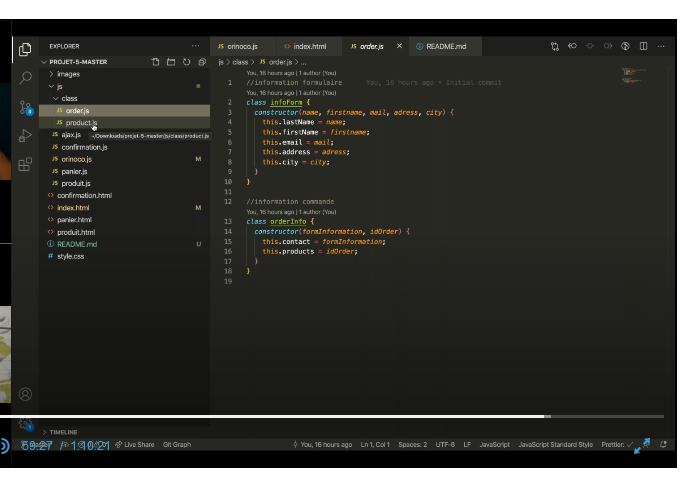 EXPLORER
PROJET-5-MASTER
images
js
class
JS order.js
JS product.js
JS ajax.js
~/Downloads/projet-5-master/js/class/product.js
JS confirmation.js
JS orinoco.js M
JS panier.js
JS produit.js
<> confirmation.html
<> index.html M
<> panier.html
<> produit.html
README.md U
# style.css
TIMELINE
JS orinoco.js <> index.html JS order.js × README.md
js > class > JS order.js > ...
You, 16 hours ago | 1 author (You)
1 //information formulaire You, 16 hours ago • Initial commit
You, 16 hours ago | 1 author (You)
2 class infoForm {
3 constructor(name, firstname, mail, adress, city) {
4 this.lastName = name;
5 this.firstName = firstname;
6 this.email = mail;
7 this.address = adress;
8 this.city = city;
9 }
10 }
11
12 //information commande
You, 16 hours ago | 1 author (You)
13 class orderInfo {
14 constructor(formInformation, idOrder) {
15 this.contact = formInformation;
16 this.products = idOrder;
17 }
18 }
19
59:27 / 1:10:21
Live Share Git Graph You, 16 hours ago Ln 1, Col 1 Spaces: 2 UTF-8 LF JavaScript JavaScript Standard Style Prettier: ✓